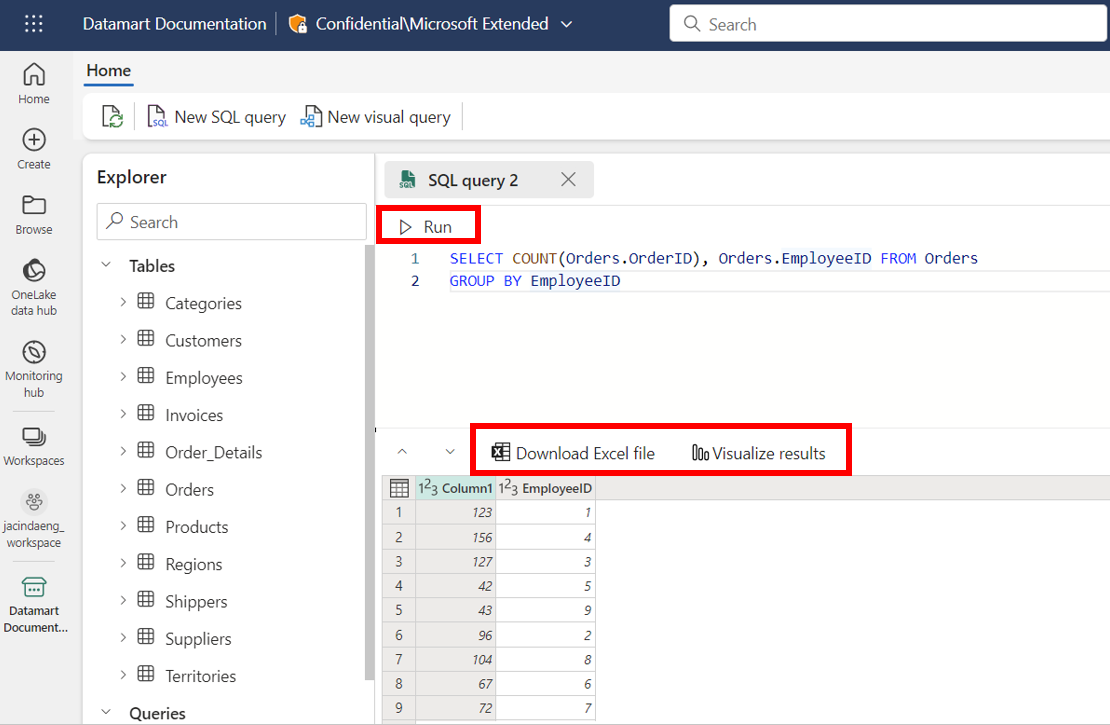 Datamart Documentation Confidential\Microsoft Extended Search
Home
New SQL query New visual query
Home
Create
Browse
OneLake
data hub
Monitoring
hub
Workspaces
jacindaeng_
workspace
Datamart
Document...
Explorer
Search
Tables
Categories
Customers
Employees
Invoices
Order_Details
Orders
Products
Regions
Shippers
Suppliers
Territories
Queries
SQL query 2
Run
1 SELECT COUNT(Orders.OrderID), Orders.EmployeeID FROM Orders
2 GROUP BY EmployeeID
Download Excel file Visualize results
123 Column1 123 EmployeeID
1 123 1
2 156 4
3 127 3
4 42 5
5 43 9
6 96 2
7 104 8
8 67 6
9 72 7